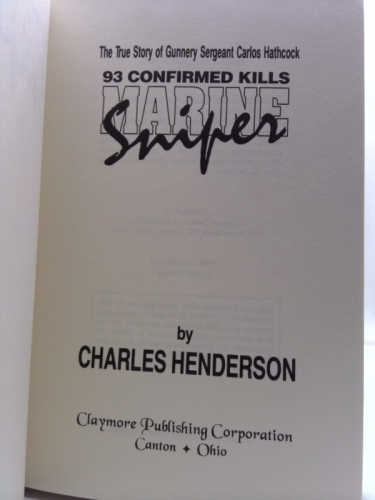 The True Story of Gunnery Sergeant Carlos Hathcock
93 CONFIRMED KILLS
MARINE
Sniper
by
CHARLES HENDERSON
Claymore Publishing Corporation
Canton ✦ Ohio